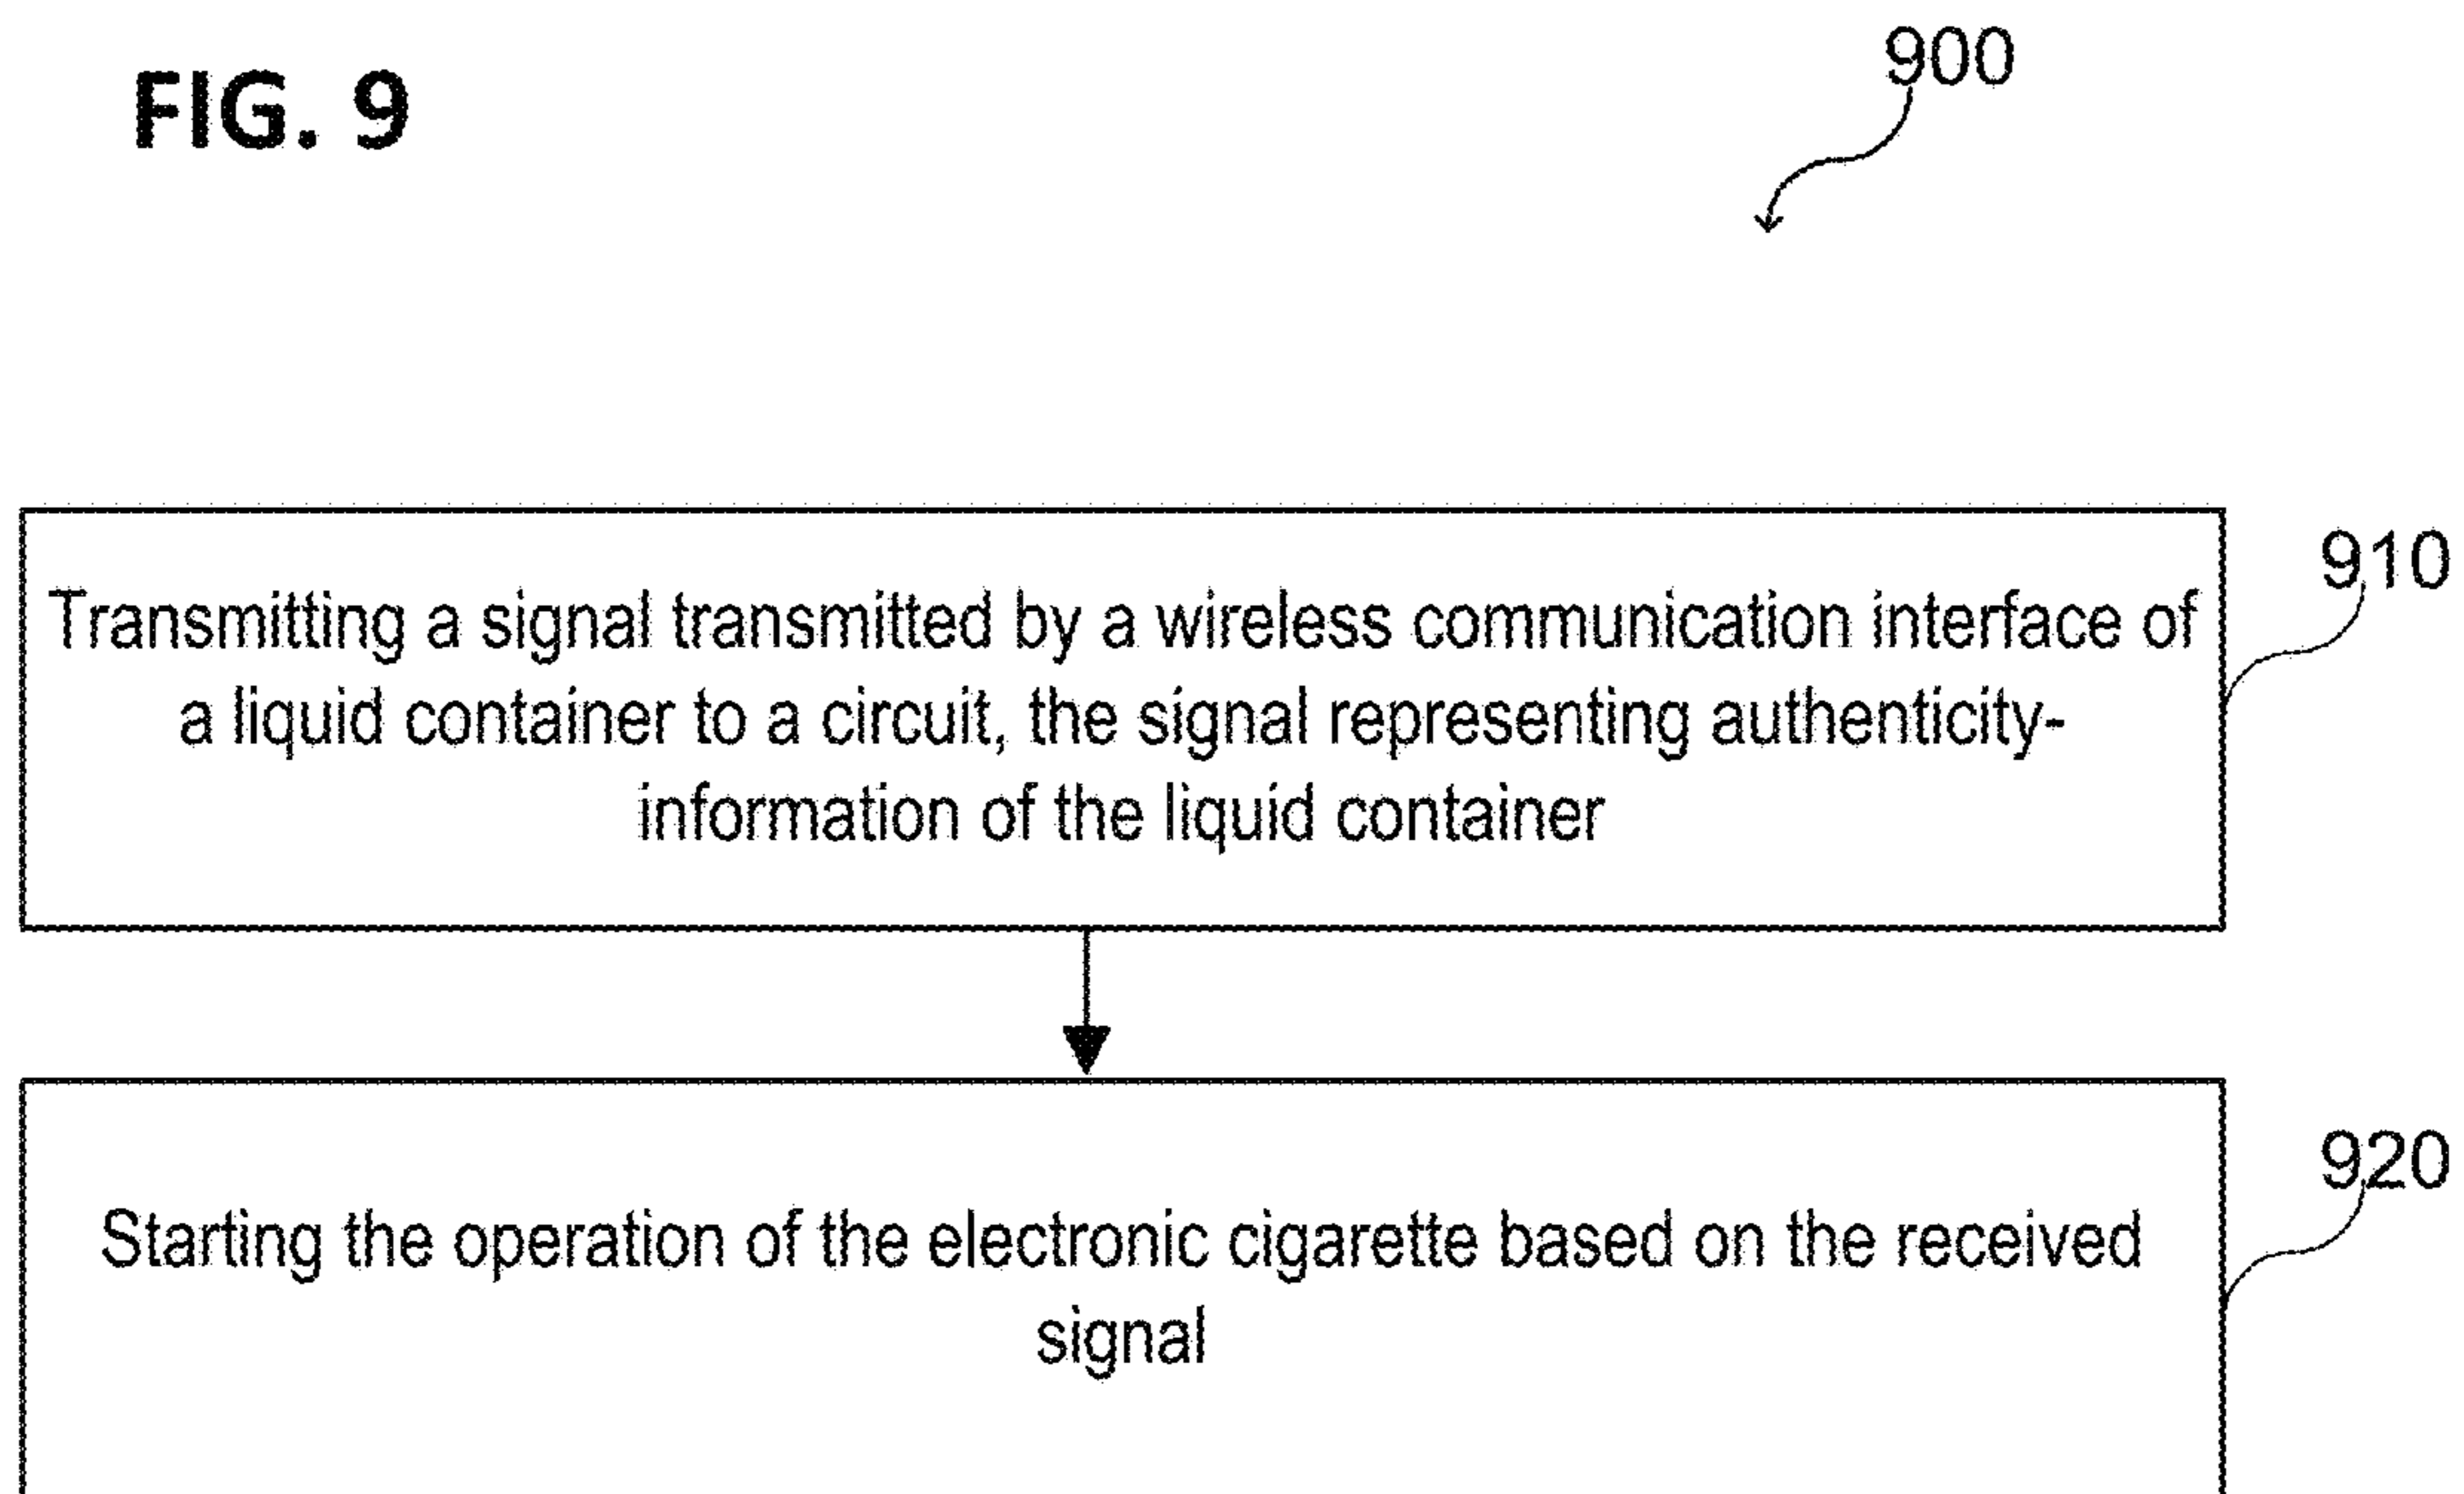 FIG. 9
900
Transmitting a signal transmitted by a wireless communication interface of
a liquid container to a circuit, the signal representing authenticity-
information of the liquid container
910
Starting the operation of the electronic cigarette based on the received
signal
920